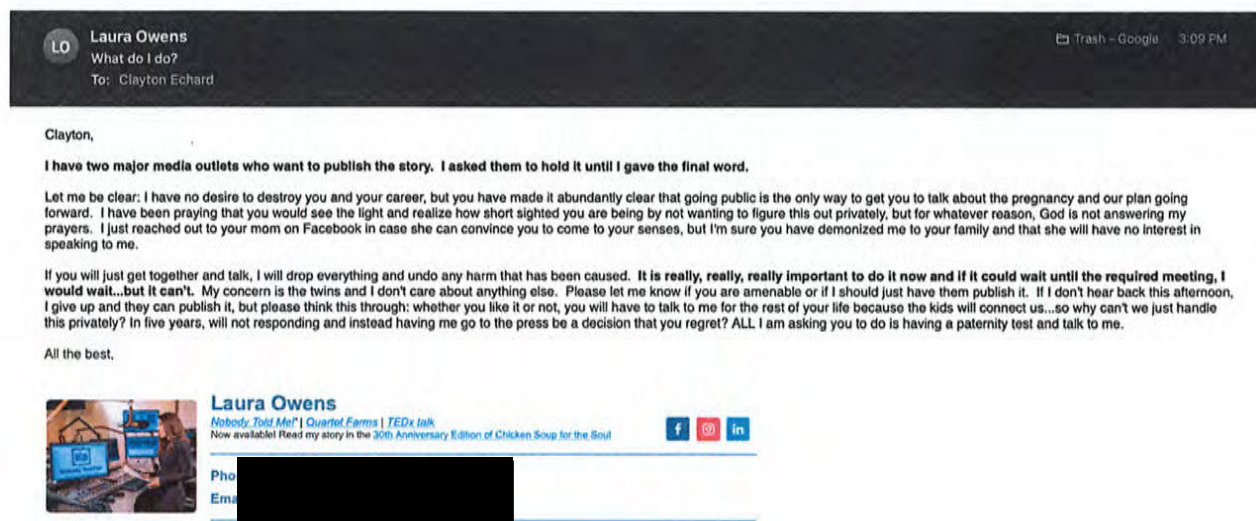 LO
Laura Owens
What do I do?
To: Clayton Echard
Trash - Google 3:09 PM
Clayton,
I have two major media outlets who want to publish the story. I asked them to hold it until I gave the final word.
Let me be clear: I have no desire to destroy you and your career, but you have made it abundantly clear that going public is the only way to get you to talk about the pregnancy and our plan going
forward. I have been praying that you would see the light and realize how short sighted you are being by not wanting to figure this out privately, but for whatever reason, God is not answering my
prayers. I just reached out to your mom on Facebook in case she can convince you to come to your senses, but I'm sure you have demonized me to your family and that she will have no interest in
speaking to me.
If you will just get together and talk, I will drop everything and undo any harm that has been caused. It is really, really, really important to do it now and if it could wait until the required meeting, I
would wait...but it can't. My concern is the twins and I don't care about anything else. Please let me know if you are amenable or if I should just have them publish it. If I don't hear back this afternoon,
I give up and they can publish it, but please think this through: whether you like it or not, you will have to talk to me for the rest of your life because the kids will connect us...so why can't we just handle
this privately? In five years, will not responding and instead having me go to the press be a decision that you regret? ALL I am asking you to do is having a paternity test and talk to me.
All the best,
Laura Owens
Nobody Told Me!" | Quartet Farms | TEDx talk
Now available! Read my story in the 30th Anniversary Edition of Chicken Soup for the Soul
f in
Pho
Ema